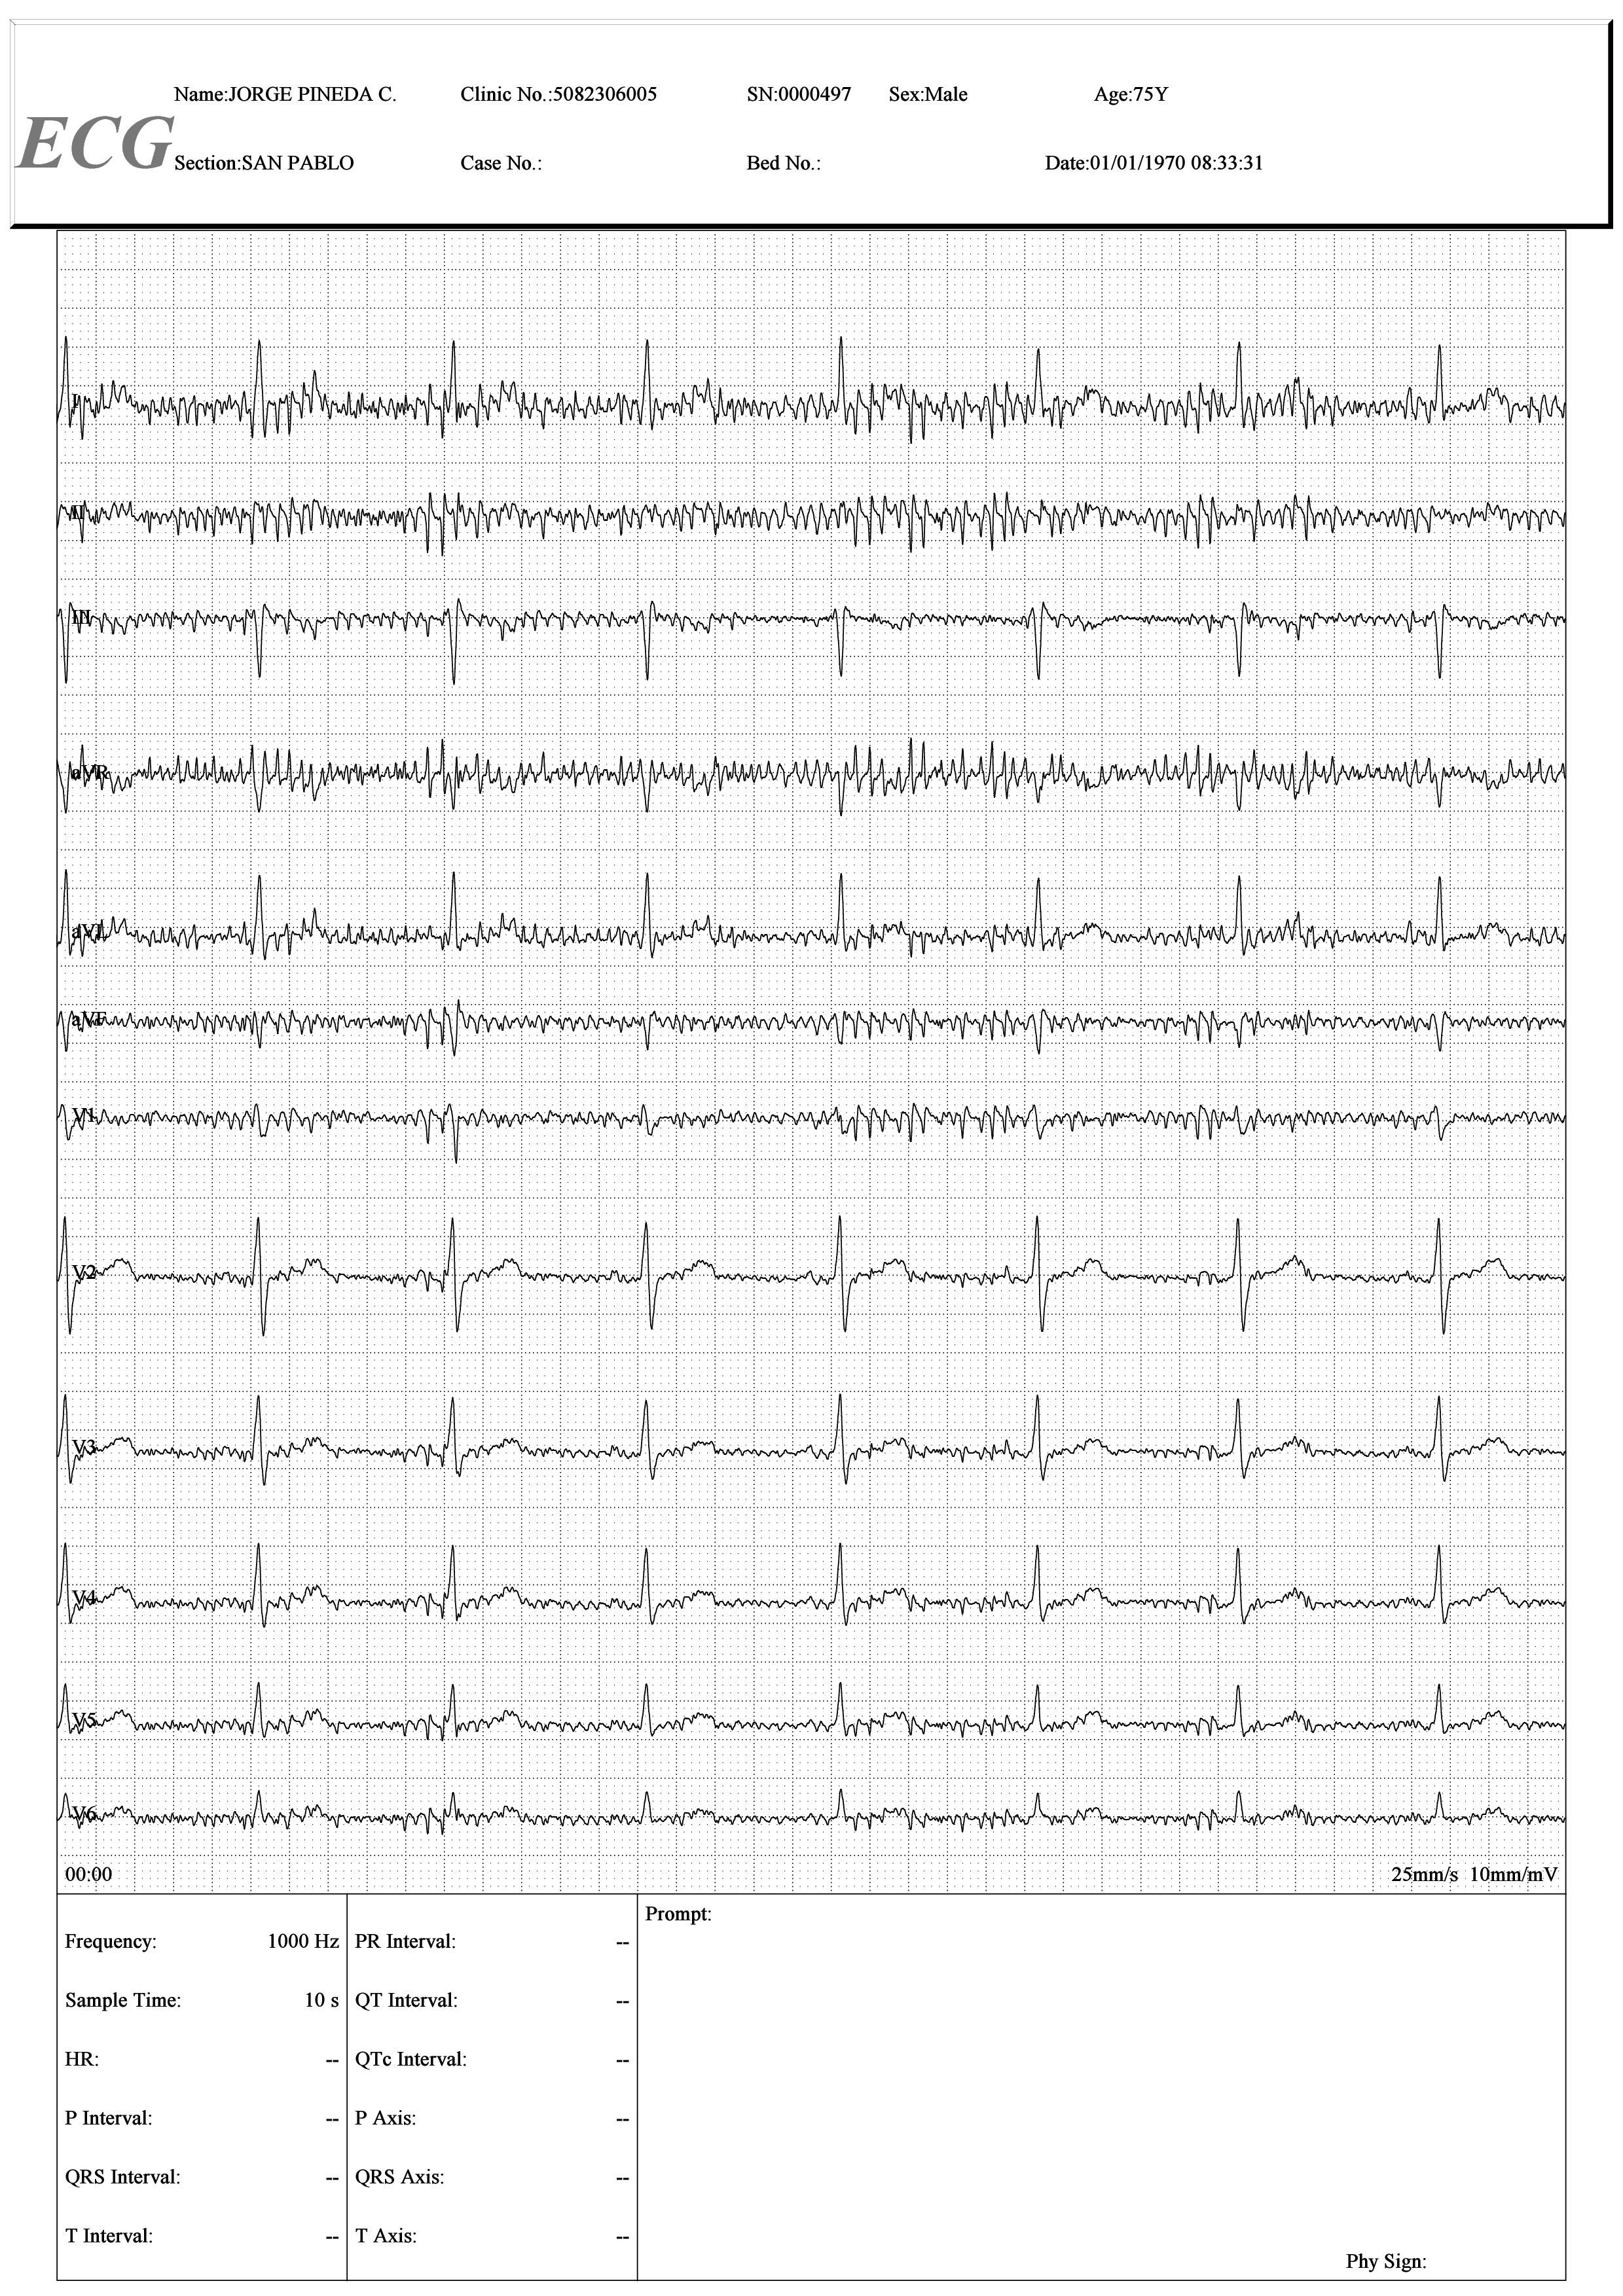 Name:JORGE PINEDA C. Clinic No.:5082306005 SN:0000497 Sex:Male Age:75Y
ECG
Section:SAN PABLO Case No.: Bed No.: Date:01/01/1970 08:33:31
I
II
III
aVR
aVL
aVF
V1
V2
V3
V4
V5
V6
00:00 25mm/s 10mm/mV
Frequency: 1000 Hz PR Interval: -- Prompt:
Sample Time: 10 s QT Interval: --
HR: -- QTc Interval: --
P Interval: -- P Axis: --
QRS Interval: -- QRS Axis: --
T Interval: -- T Axis: --
Phy Sign: